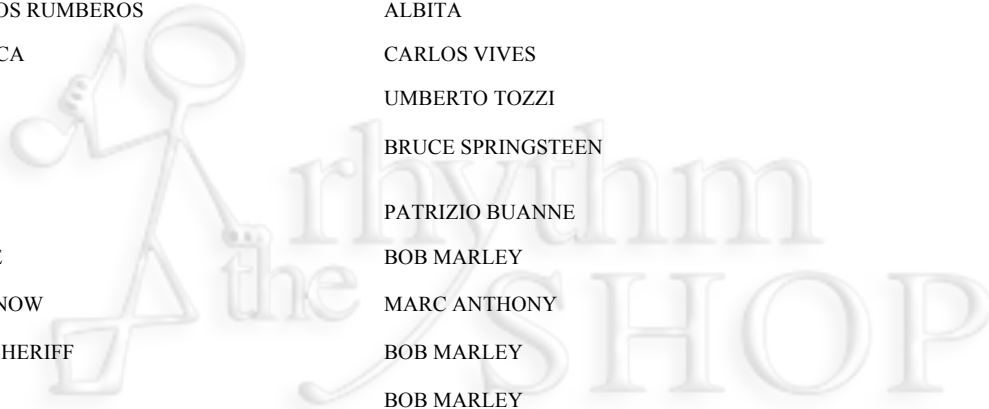 OS RUMBEROS ALBITA
CA CARLOS VIVES
UMBERTO TOZZI
BRUCE SPRINGSTEEN
PATRIZIO BUANNE
E BOB MARLEY
NOW MARC ANTHONY
HERIFF BOB MARLEY
BOB MARLEY
the rhythm
SHOP